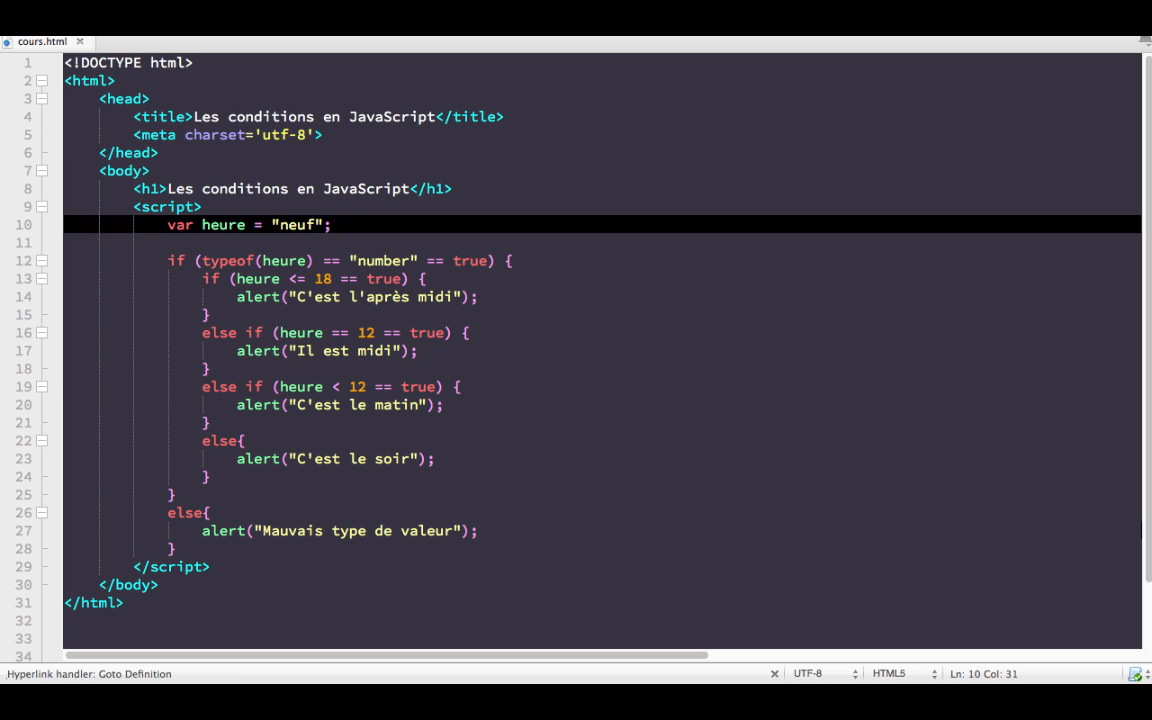 cours.html
1 <!DOCTYPE html>
2 <html>
3 <head>
4 <title>Les conditions en JavaScript</title>
5 <meta charset='utf-8'>
6 </head>
7 <body>
8 <h1>Les conditions en JavaScript</h1>
9 <script>
10 var heure = "neuf";
11
12 if (typeof(heure) == "number" == true) {
13 if (heure <= 18 == true) {
14 alert("C'est l'après midi");
15 }
16 else if (heure == 12 == true) {
17 alert("Il est midi");
18 }
19 else if (heure < 12 == true) {
20 alert("C'est le matin");
21 }
22 else{
23 alert("C'est le soir");
24 }
25 }
26 else{
27 alert("Mauvais type de valeur");
28 }
29 </script>
30 </body>
31 </html>
32
33
34
Hyperlink handler: Goto Definition UTF-8 HTML5 Ln: 10 Col: 31